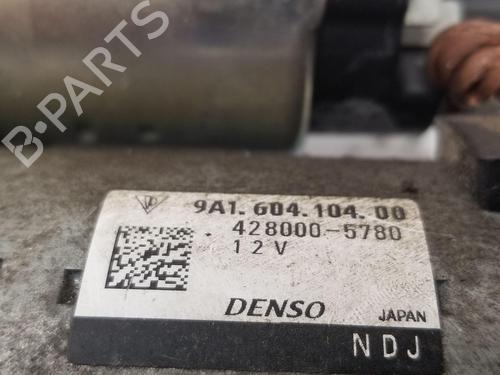 B-PARTS
9A1.604.104.00
428000-5780
12V
DENSO
JAPAN
NDJ